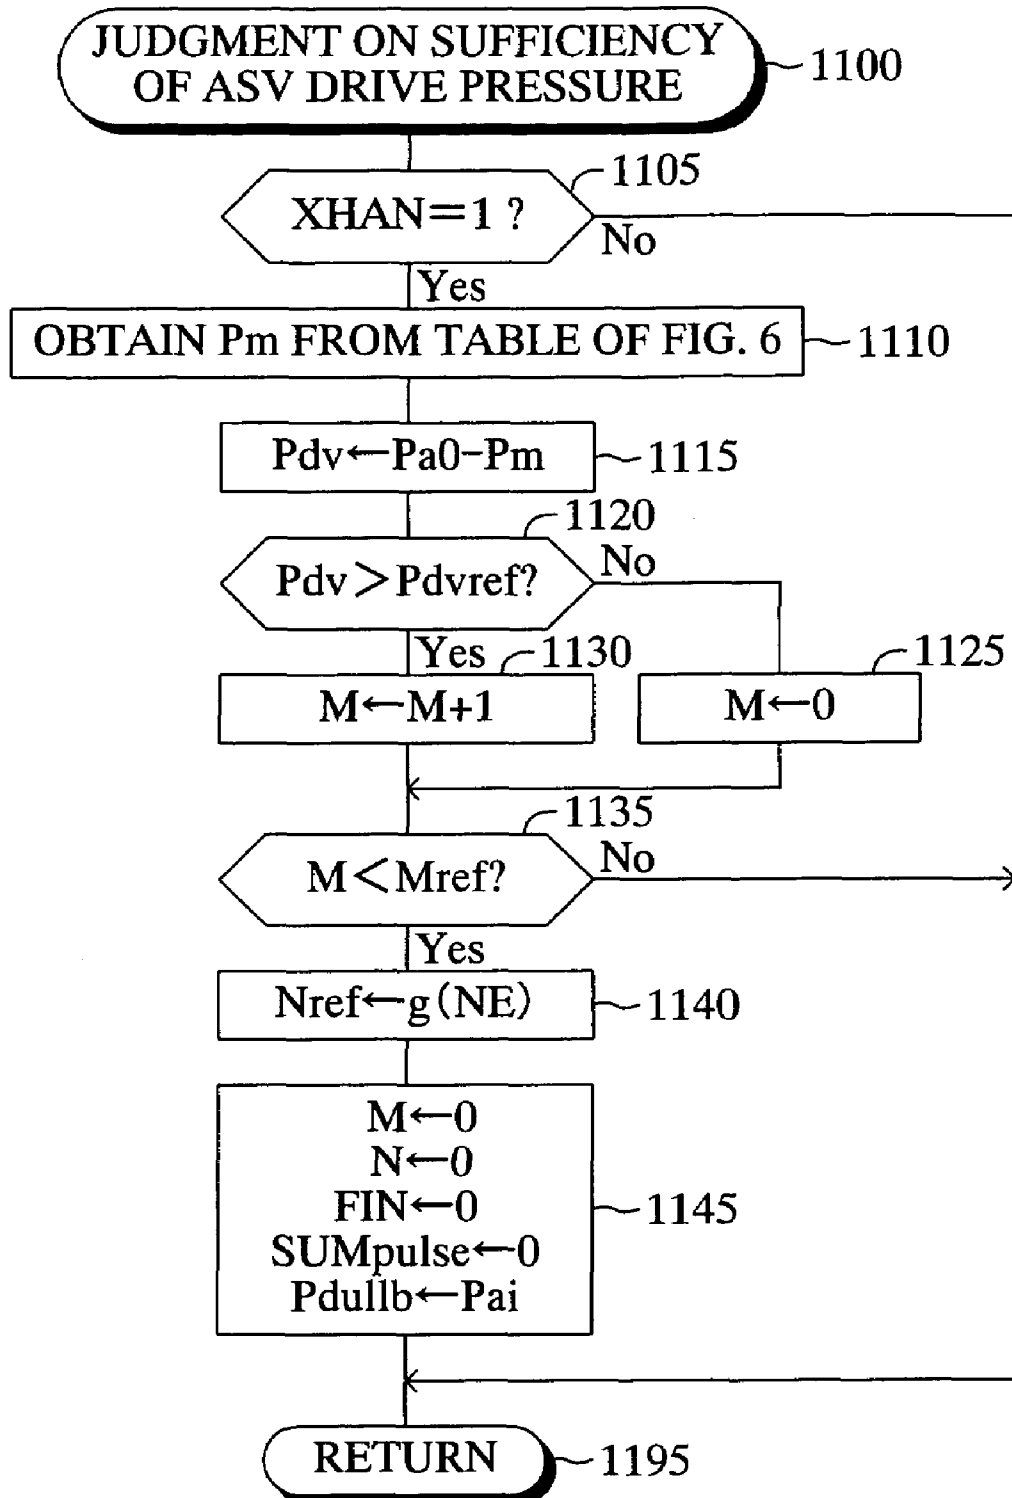 JUDGMENT ON SUFFICIENCY
OF ASV DRIVE PRESSURE
1100
1105
XHAN=1 ?
No
Yes
OBTAIN Pm FROM TABLE OF FIG. 6
1110
Pdv←Pa0-Pm
1115
1120
Pdv>Pdvref?
No
Yes
1130
1125
M←M+1
M←0
1135
M<Mref?
No
Yes
Nref←g(NE)
1140
M←0
N←0
FIN←0
SUMpulse←0
Pdullb←Pai
1145
RETURN
1195